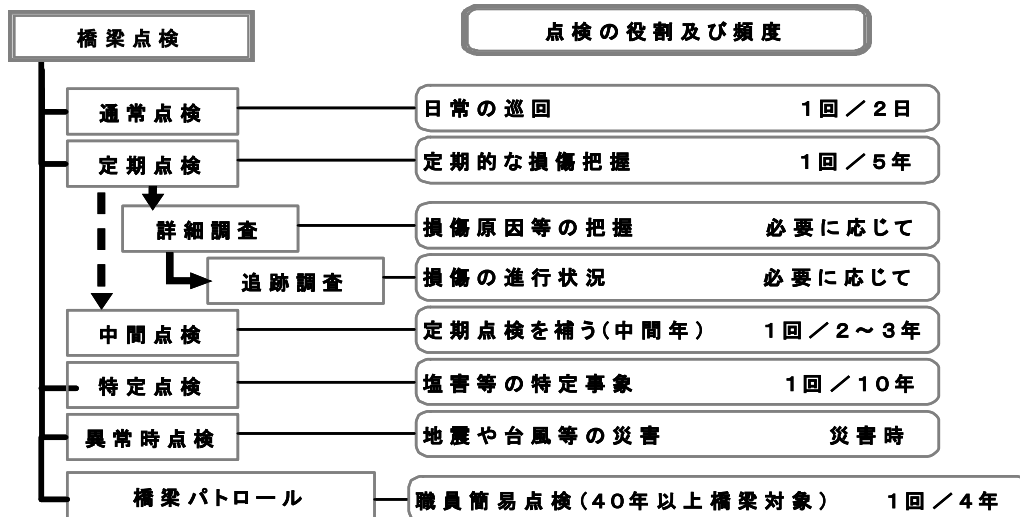 橋梁点検
点検の役割及び頻度
通常点検 日常の巡回 1回／2日
定期点検 定期的な損傷把握 1回／5年
詳細調査 損傷原因等の把握 必要に応じて
追跡調査 損傷の進行状況 必要に応じて
中間点検 定期点検を補う(中間年) 1回／2～3年
特定点検 塩害等の特定事象 1回／10年
異常時点検 地震や台風等の災害 災害時
橋梁パトロール 職員簡易点検(40年以上橋梁対象) 1回／4年